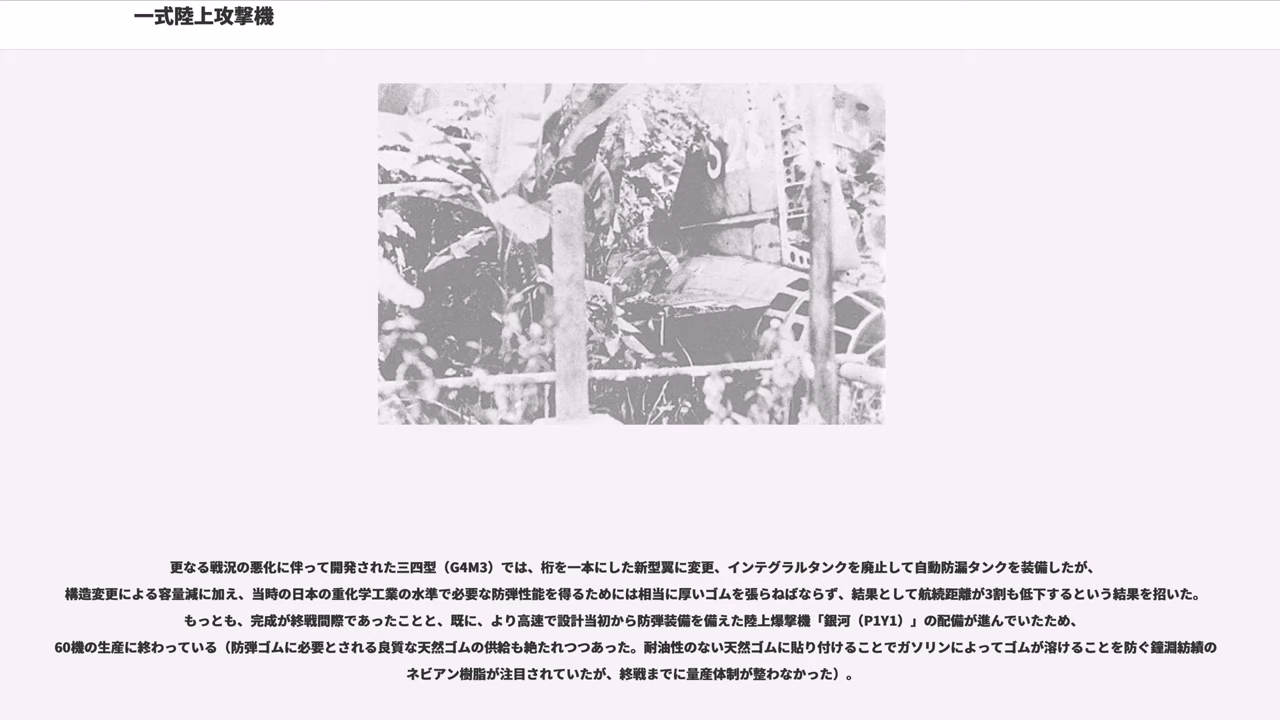 一式陸上攻撃機
更なる戦況の悪化に伴って開発された三四型（G4M3）では、桁を一本にした新型翼に変更、インテグラルタンクを廃止して自動防漏タンクを装備したが、
構造変更による容量減に加え、当時の日本の重化学工業の水準で必要な防弾性能を得るためには相当に厚いゴムを張らねばならず、結果として航続距離が3割も低下するという結果を招いた。
もっとも、完成が終戦間際であったことと、既に、より高速で設計当初から防弾装備を備えた陸上爆撃機「銀河（P1Y1）」の配備が進んでいたため、
60機の生産に終わっている（防弾ゴムに必要とされる良質な天然ゴムの供給も絶たれつつあった。耐油性のない天然ゴムに貼り付けることでガソリンによってゴムが溶けることを防ぐ鐘淵紡績の
ネビアン樹脂が注目されていたが、終戦までに量産体制が整わなかった）。